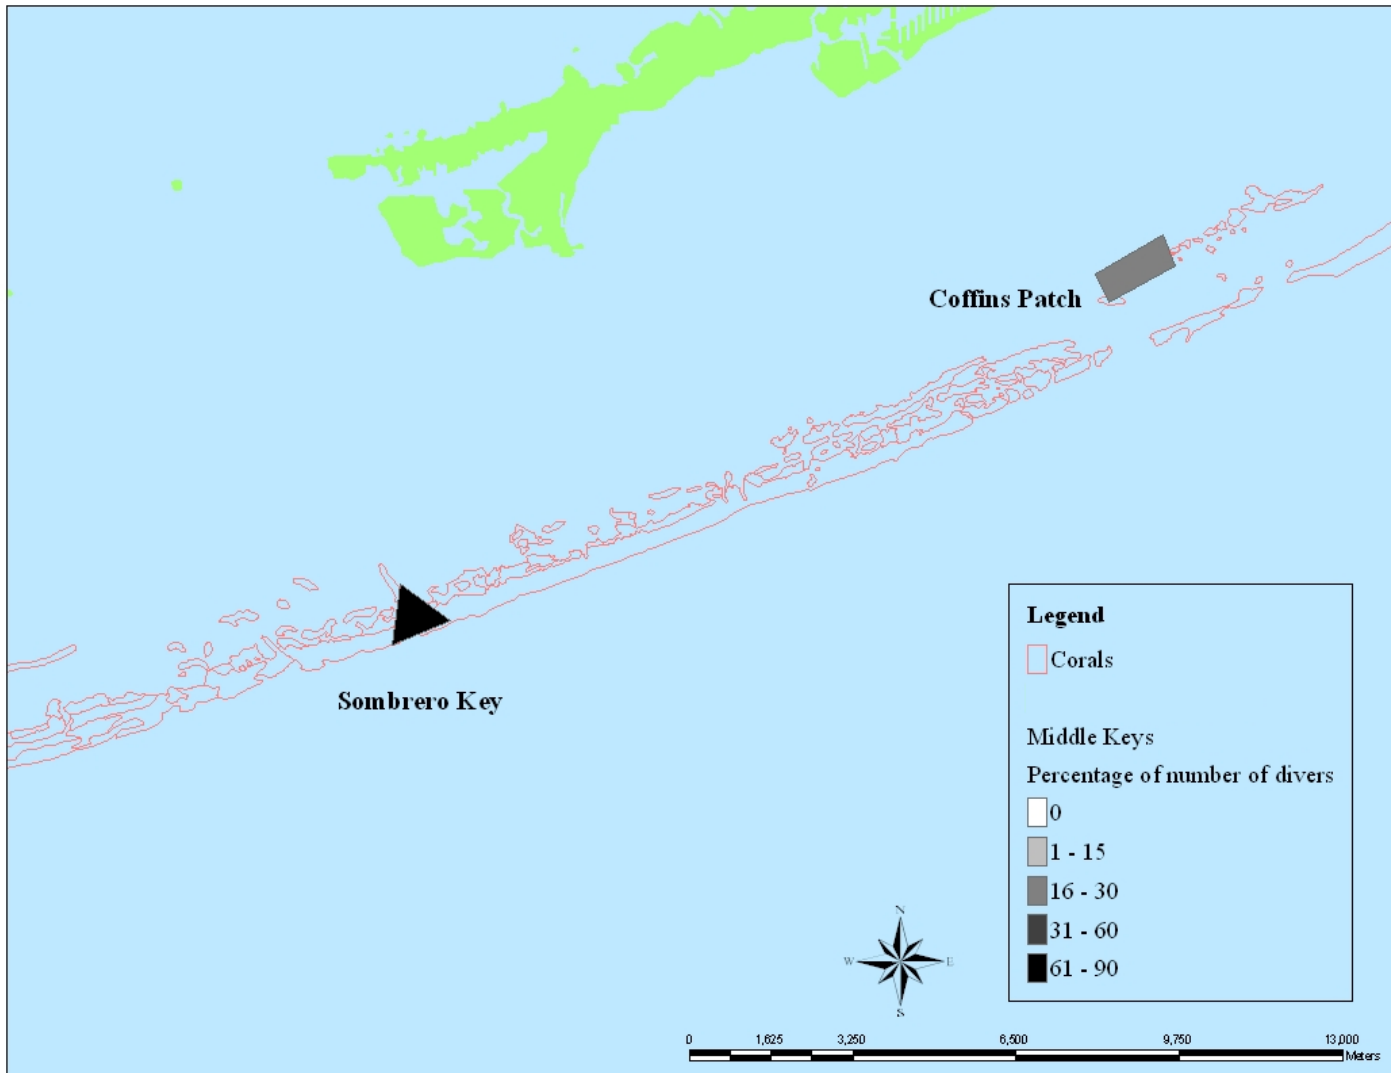 Coffins Patch
Sombrero Key
Legend
Corals
Middle Keys
Percentage of number of divers
0
1 - 15
16 - 30
31 - 60
61 - 90
N
W E
S
0 1,625 3,250 6,500 9,750 13,000
Meters